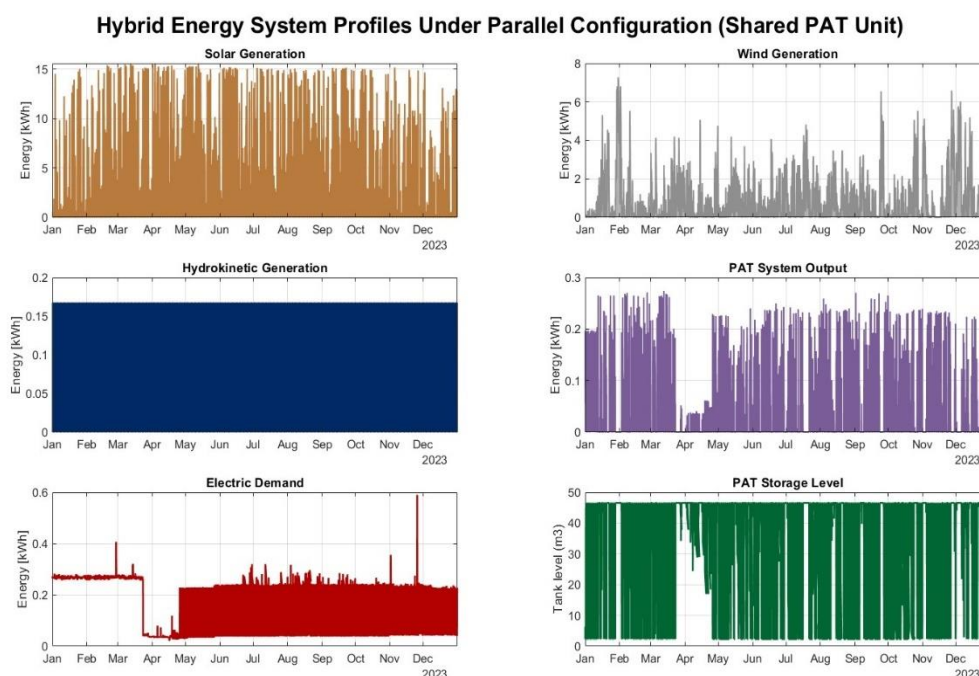 Hybrid Energy System Profiles Under Parallel Configuration (Shared PAT Unit)
Solar Generation
Energy [kWh]
15
10
5
0
Jan Feb Mar Apr May Jun Jul Aug Sep Oct Nov Dec
2023
Wind Generation
Energy [kWh]
8
6
4
2
0
Jan Feb Mar Apr May Jun Jul Aug Sep Oct Nov Dec
2023
Hydrokinetic Generation
Energy [kWh]
0.2
0.15
0.1
0.05
0
Jan Feb Mar Apr May Jun Jul Aug Sep Oct Nov Dec
2023
PAT System Output
Energy [kWh]
0.3
0.2
0.1
0
Jan Feb Mar Apr May Jun Jul Aug Sep Oct Nov Dec
2023
Electric Demand
Energy [kWh]
0.6
0.4
0.2
0
Jan Feb Mar Apr May Jun Jul Aug Sep Oct Nov Dec
2023
PAT Storage Level
Tank level (m3)
50
40
30
20
10
0
Jan Feb Mar Apr May Jun Jul Aug Sep Oct Nov Dec
2023